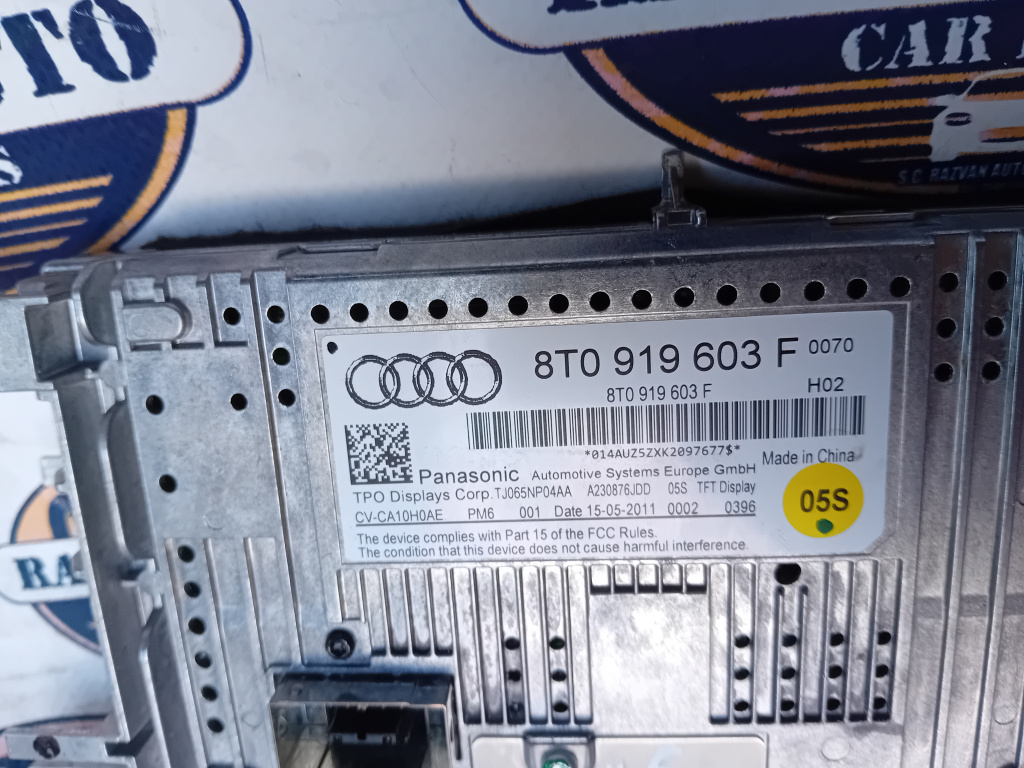 CAR
S.C RAZVAN AUTO
8T0 919 603 F 0070
8T0 919 603 F H02
*014AUZ5ZXK2097677$*
Made in China
Panasonic Automotive Systems Europe GmbH
TPO Displays Corp. TJ065NP04AA A230876JDD 05S TFT Display
CV-CA10H0AE PM6 001 Date 15-05-2011 0002 0396
05S
The device complies with Part 15 of the FCC Rules.
The condition that this device does not cause harmful interference.